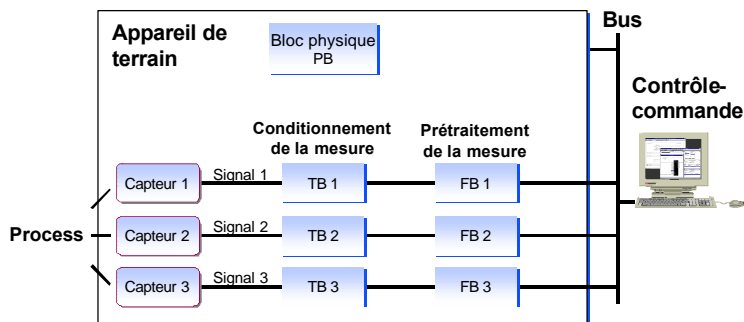 Appareil de
terrain
Bloc physique
PB
Bus
Contrôle-
commande
Conditionnement
de la mesure
Prétraitement
de la mesure
Process
Capteur 1
Signal 1
TB 1
FB 1
Capteur 2
Signal 2
TB 2
FB 2
Capteur 3
Signal 3
TB 3
FB 3